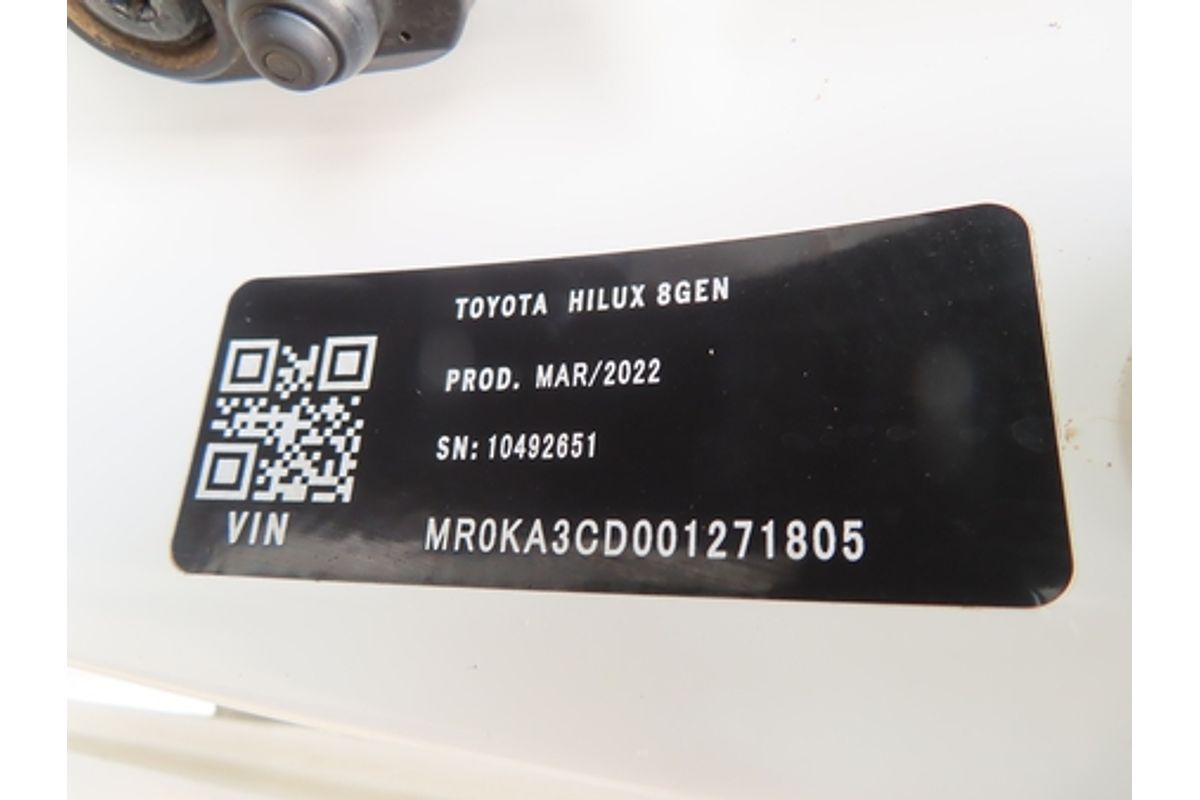 TOYOTA HILUX 8GEN
PROD. MAR/2022
SN: 10492651
VIN MR0KA3CD001271805